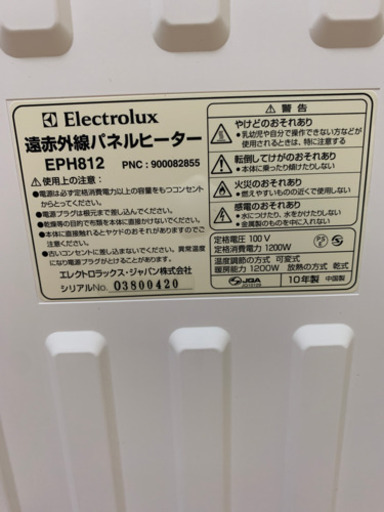 Electrolux
遠赤外線パネルヒーター
EPH812 PNC : 900082855
⚠使用上の注意：
●電源は必ず定格消費電力以上の容量をもつコンセント
からとってください。
●電源プラグは根元まで差し込んでください。
●乾燥等の目的で布類を本体に直接かけないでください。
●本体に直接触れるとヤケドのおそれがあります。
●古いコンセントに差し込まないでください。異常温度
になり電源プラグがとけることがあります。
エレクトロラックス・ジャパン株式会社
シリアルNo. 03800420
⚠ 警告
やけどのおそれあり
●乳幼児や自分で操作できない方などが
使用されるときは、特に注意する
転倒してけがのおそれあり
●本体に乗ったり傾けたりしない
火災のおそれあり
●燃えやすいものの近くで使用しない
感電のおそれあり
●水につけたり、水をかけたりしない
●金属製のものを中に入れない
定格電圧 100 V
定格消費電力 1200W
温度調節の方式 可変式
暖房能力 1200W 放熱の方式 乾式
JQA 10年製 中国製